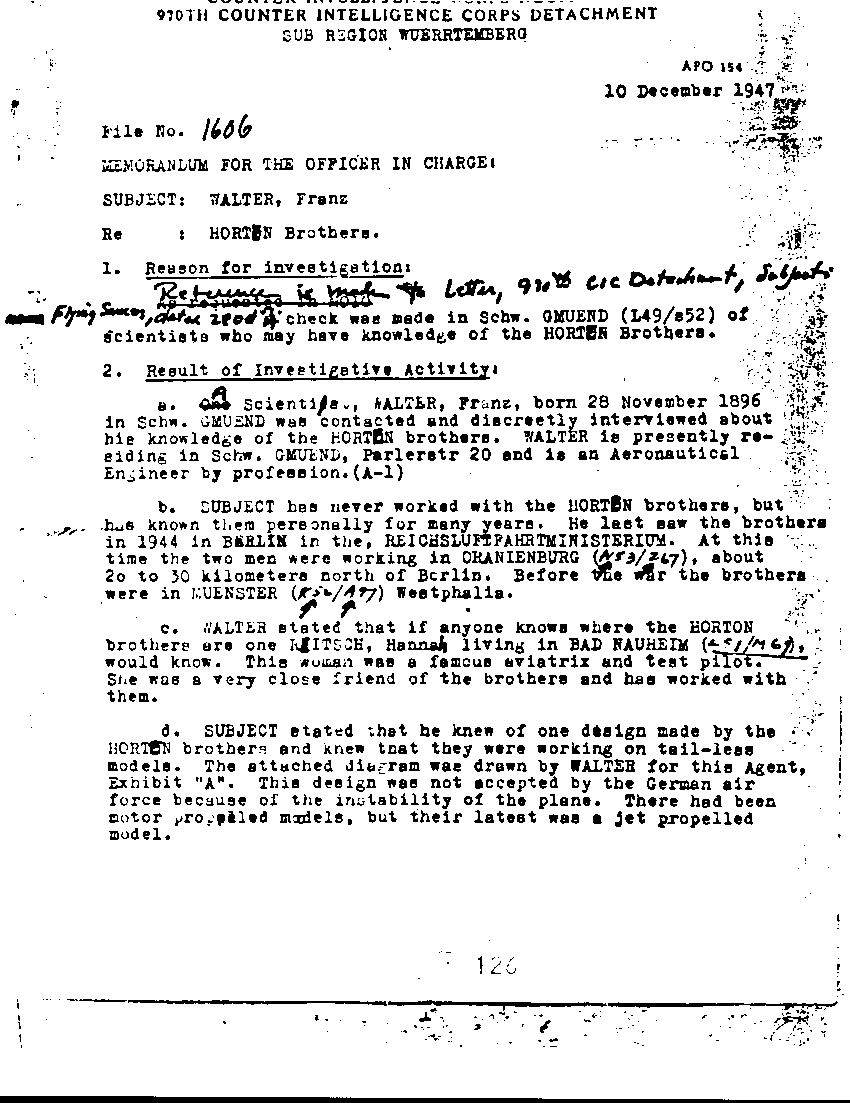 970TH COUNTER INTELLIGENCE CORPS DETACHMENT
SUB REGION WUERRTEMBERG
APO 154
10 December 1947
File No. 1606
MEMORANDUM FOR THE OFFICER IN CHARGE:
SUBJECT: WALTER, Franz
Re : HORTEN Brothers.
1. Reason for investigation:
Reference is made to Letter, 970th CIC Detachment, Subject:
Flying Saucer, dated check was made in Schw. GMUEND (L49/s52) of
scientists who may have knowledge of the HORTEN Brothers.
2. Result of Investigative Activity:
a. A Scientist, WALTER, Franz, born 28 November 1896
in Schw. GMUEND was contacted and discreetly interviewed about
his knowledge of the HORTEN brothers. WALTER is presently re-
siding in Schw. GMUEND, Parlerstr 20 and is an Aeronautical
Engineer by profession.(A-1)
b. SUBJECT has never worked with the HORTEN brothers, but
has known them personally for many years. He last saw the brothers
in 1944 in BERLIN in the, REICHSLUFTFAHRTMINISTERIUM. At this
time the two men were working in ORANIENBURG (N53/Z67), about
20 to 30 kilometers north of Berlin. Before the war the brothers
were in MUENSTER Westphalia.
c. WALTER stated that if anyone knows where the HORTON
brothers are one REITSCH, Hannah living in BAD NAUHEIM
would know. This woman was a famous aviatrix and test pilot.
She was a very close friend of the brothers and has worked with
them.
d. SUBJECT stated that he knew of one design made by the
HORTEN brothers and knew that they were working on tail-less
models. The attached diagram was drawn by WALTER for this Agent,
Exhibit "A". This design was not accepted by the German air
force because of the instability of the plane. There had been
motor propelled models, but their latest was a jet propelled
model.
126